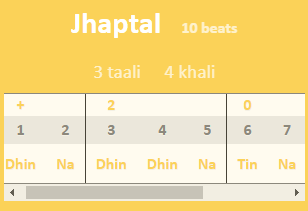 Jhaptal 10 beats
3 taali 4 khali
+ 2 0
1 2 3 4 5 6 7
Dhin Na Dhin Dhin Na Tin Na